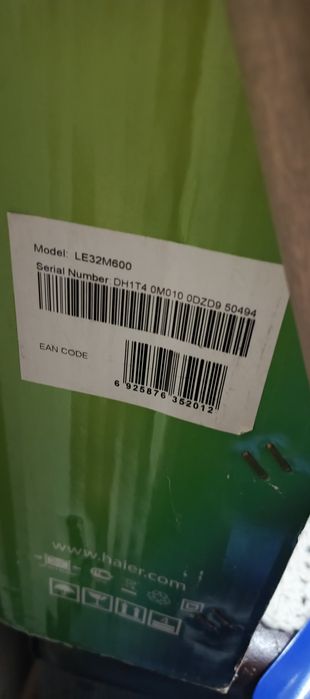 Model: LE32M600
Serial Number DH1T4 0M010 0DZD9 50494
EAN CODE
6 925876 352012
www.haier.com